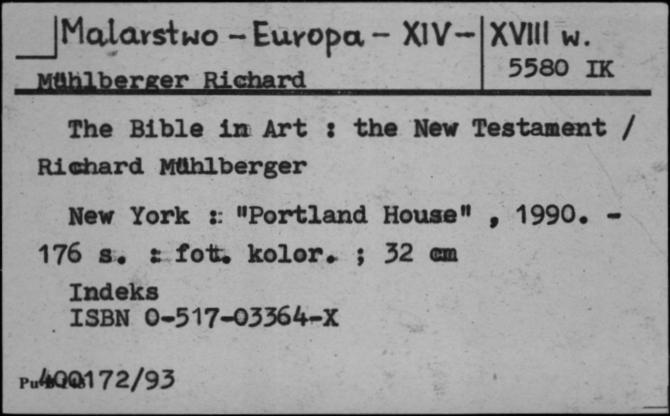 Malarstwo - Europa - XIV - XVIII w.
5580 IK
Mühlberger Richard
The Bible in Art : the New Testament /
Richard Mühlberger
New York : "Portland House" , 1990. -
176 s. : fot. kolor. ; 32 cm
Indeks
ISBN 0-517-03364-X
400172/93